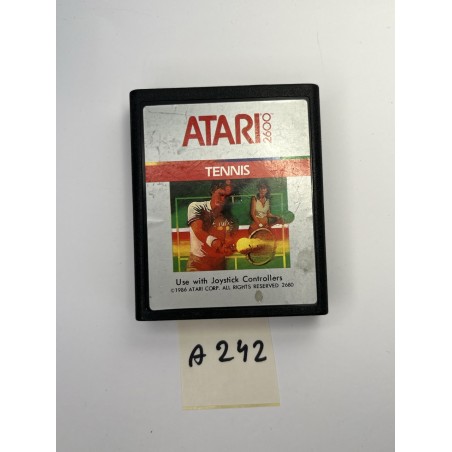 ATARI 2600
TENNIS
Use with Joystick Controllers
©1986 ATARI CORP. ALL RIGHTS RESERVED 2680
A 242